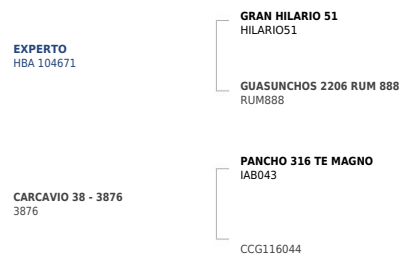 GRAN HILARIO 51
HILARIO51
EXPERTO
HBA 104671
GUASUNCHOS 2206 RUM 888
RUM888
PANCHO 316 TE MAGNO
IAB043
CARCAVIO 38 - 3876
3876
CCG116044